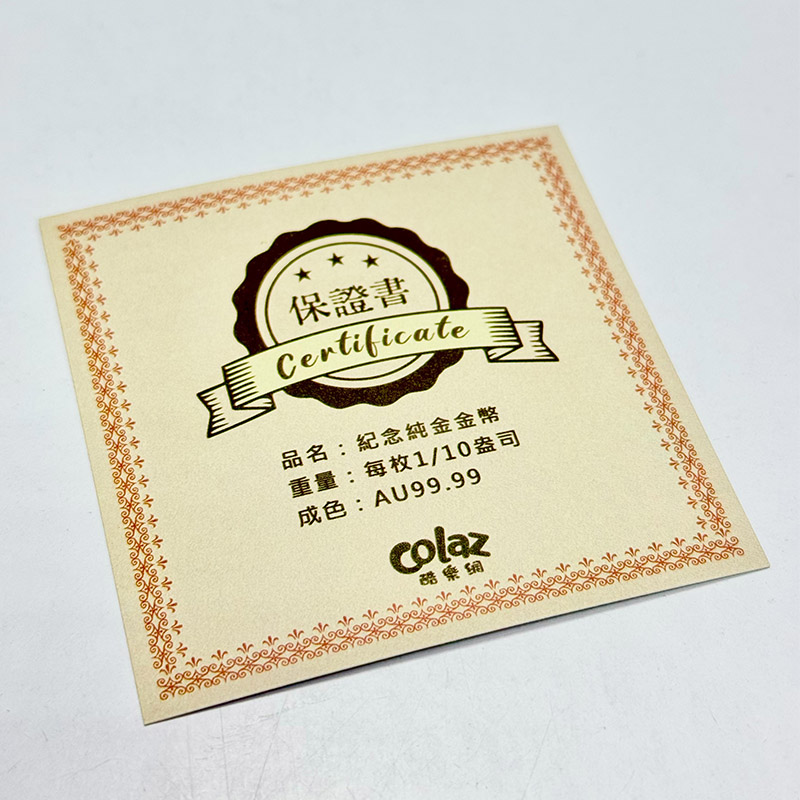 保證書
Certificate
品名：紀念純金金幣
重量：每枚1/10盎司
成色：AU99.99
colaz
酷樂網